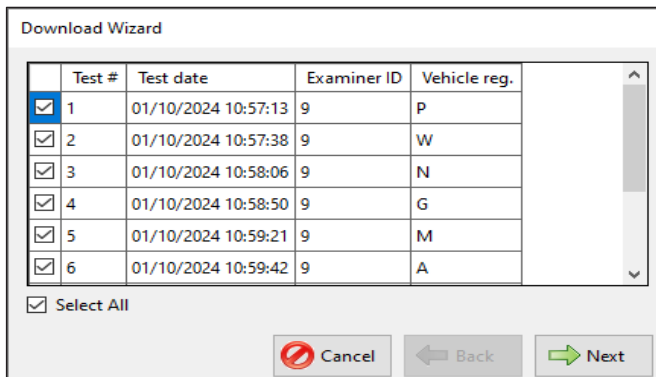 Download Wizard
Test # Test date Examiner ID Vehicle reg.
1 01/10/2024 10:57:13 9 P
2 01/10/2024 10:57:38 9 W
3 01/10/2024 10:58:06 9 N
4 01/10/2024 10:58:50 9 G
5 01/10/2024 10:59:21 9 M
6 01/10/2024 10:59:42 9 A
Select All
Cancel Back Next